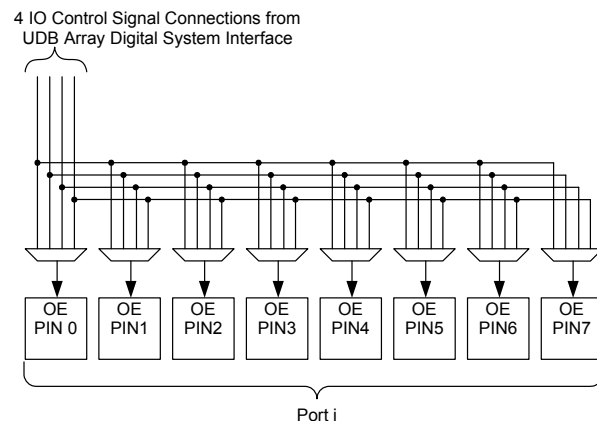 4 IO Control Signal Connections from
UDB Array Digital System Interface
OE OE OE OE OE OE OE OE
PIN 0 PIN1 PIN2 PIN3 PIN4 PIN5 PIN6 PIN7
Port i